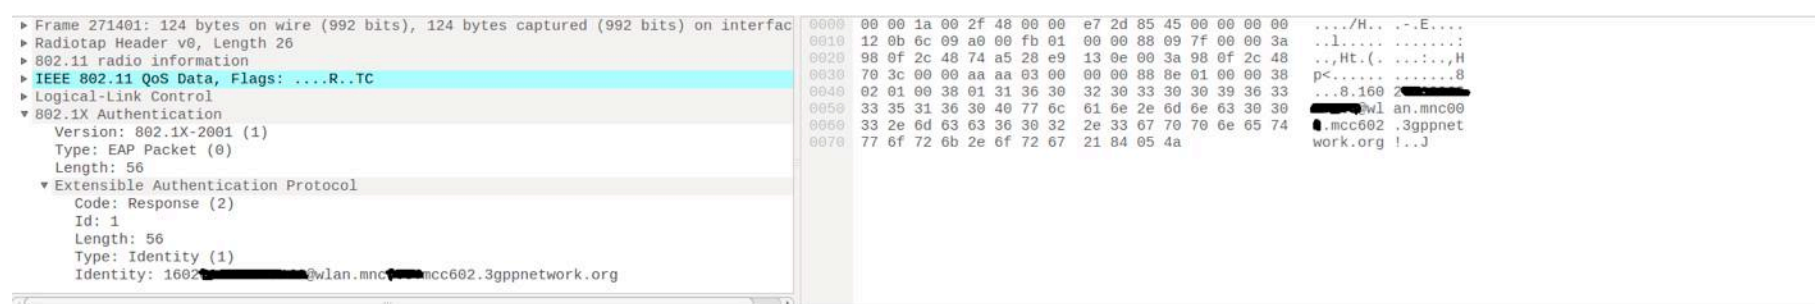 Frame 271401: 124 bytes on wire (992 bits), 124 bytes captured (992 bits) on interfac
Radiotap Header v0, Length 26
802.11 radio information
IEEE 802.11 QoS Data, Flags: ....R..TC
Logical-Link Control
802.1X Authentication
Version: 802.1X-2001 (1)
Type: EAP Packet (0)
Length: 56
Extensible Authentication Protocol
Code: Response (2)
Id: 1
Length: 56
Type: Identity (1)
Identity: 1602 @wlan.mnc mcc602.3gppnetwork.org
0000 00 00 1a 00 2f 48 00 00 e7 2d 85 45 00 00 00 00 ..../H.. .-.E....
0010 12 0b 6c 09 a0 00 fb 01 00 00 88 09 7f 00 00 3a ..l..... .......:
0020 98 0f 2c 48 74 a5 28 e9 13 0e 00 3a 98 0f 2c 48 ..,Ht.(. ...:..,H
0030 70 3c 00 00 aa aa 03 00 00 00 88 8e 01 00 00 38 p<...... .......8
0040 02 01 00 38 01 31 36 30 32 30 33 30 30 39 36 33 ...8.160 2
0050 33 35 31 36 30 40 77 6c 61 6e 2e 6d 6e 63 30 30 @wl an.mnc00
0060 33 2e 6d 63 63 36 30 32 2e 33 67 70 70 6e 65 74 .mcc602 .3gppnet
0070 77 6f 72 6b 2e 6f 72 67 21 84 05 4a work.org !..J